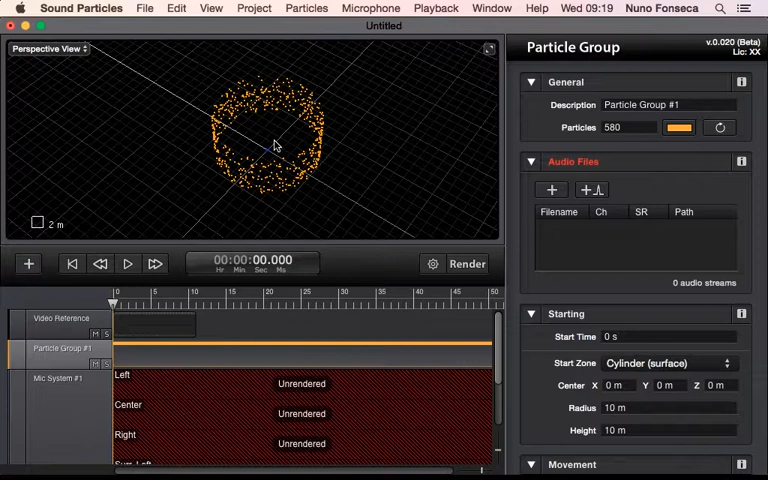 Sound Particles File Edit View Project Particles Microphone Playback Window Help Wed 09:19 Nuno Fonseca
Untitled
Perspective View
Particle Group
v.0.020 (Beta)
Lic: XX
General
Description Particle Group #1
Particles 580
Audio Files
Filename Ch SR Path
0 audio streams
2 m
00:00:00.000
Hr Min Sec Ms
Render
0 5 10 15 20 25 30 35 40 45 50
Video Reference
M S
Particle Group #1
M S
Mic System #1
Left
Unrendered
Center
Unrendered
Right
Unrendered
Surr.Left
Starting
Start Time 0 s
Start Zone Cylinder (surface)
Center X 0 m Y 0 m Z 0 m
Radius 10 m
Height 10 m
Movement